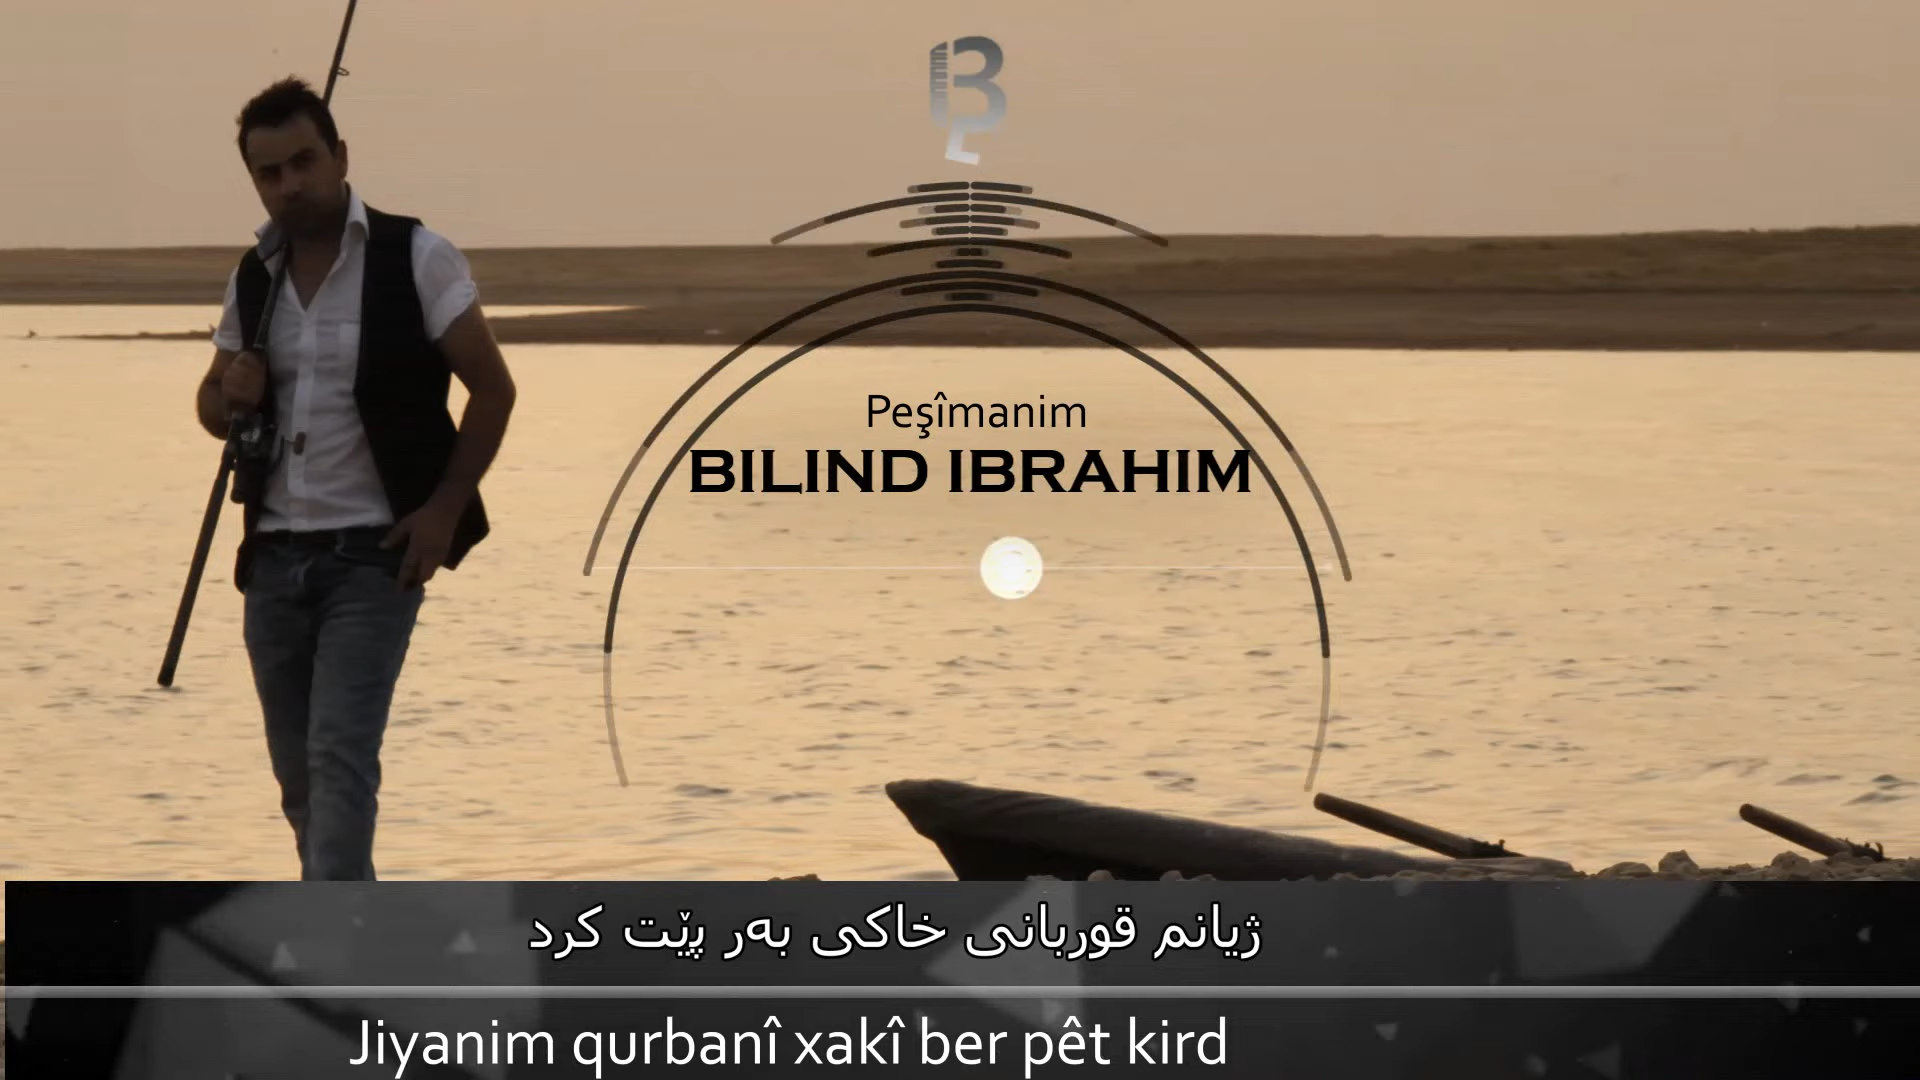 Peşîmanim
BILIND IBRAHIM
ژیانم قوربانی خاکی بەر پێت کرد
Jiyanim qurbanî xakî ber pêt kird